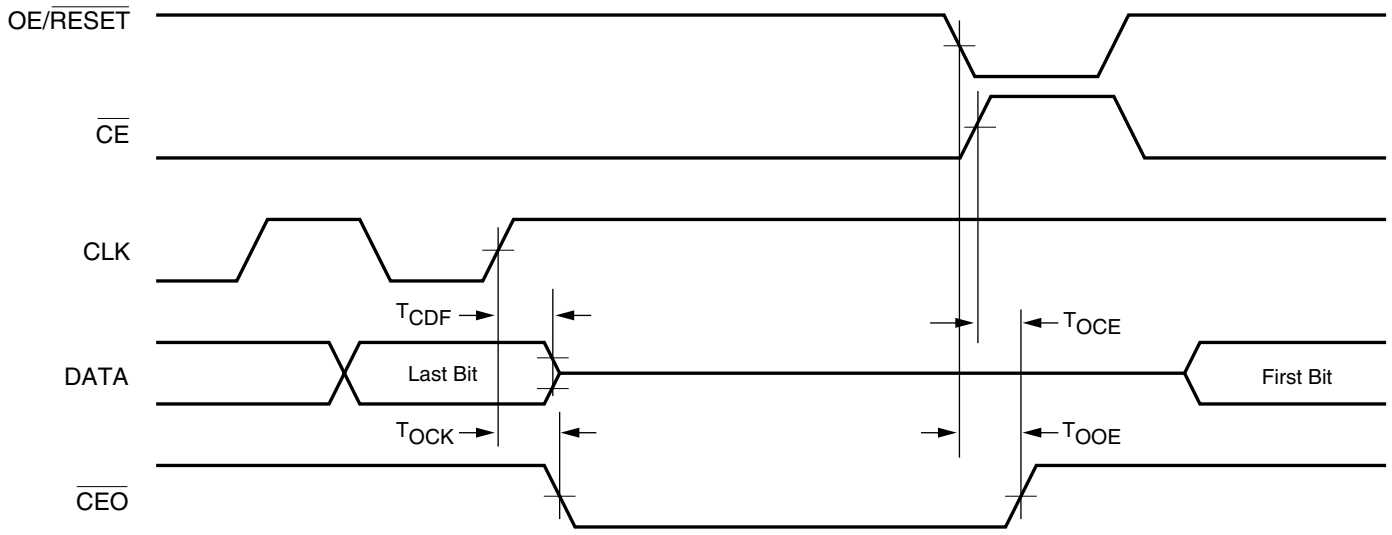 OE/RESET
CE
CLK
TCDF
TOCE
DATA
Last Bit
First Bit
TOCK
TOOE
CEO